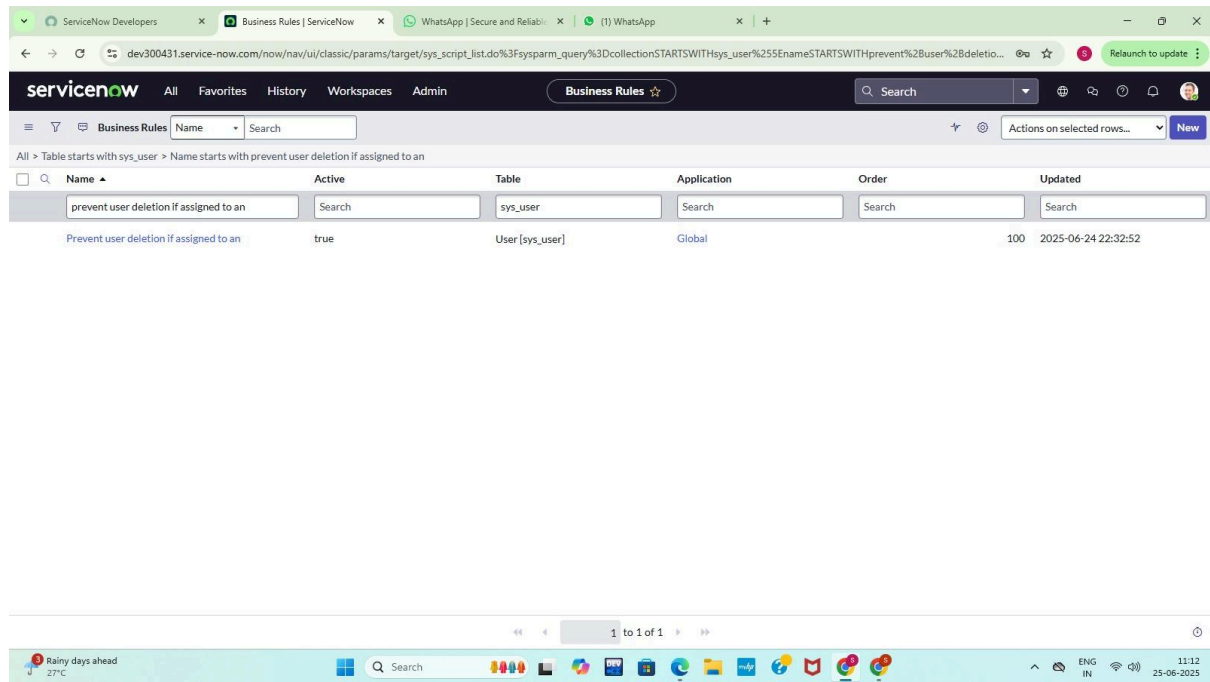 ServiceNow Developers
Business Rules | ServiceNow
WhatsApp | Secure and Reliable
(1) WhatsApp
dev300431.service-now.com/now/nav/ui/classic/params/target/sys_script_list.do%3Fsysparm_query%3DcollectionSTARTSWITHsys_user%255EnameSTARTSWITHprevent%2Buser%2Bdeletio...
S
Relaunch to update
servicenow All Favorites History Workspaces Admin
Business Rules
Search
Business Rules Name Search
Actions on selected rows... New
All > Table starts with sys_user > Name starts with prevent user deletion if assigned to an
Name Active Table Application Order Updated
prevent user deletion if assigned to an Search sys_user Search Search Search
Prevent user deletion if assigned to an true User [sys_user] Global 100 2025-06-24 22:32:52
1 to 1 of 1
3 Rainy days ahead
27°C
Search
ENG
IN
11:12
25-06-2025